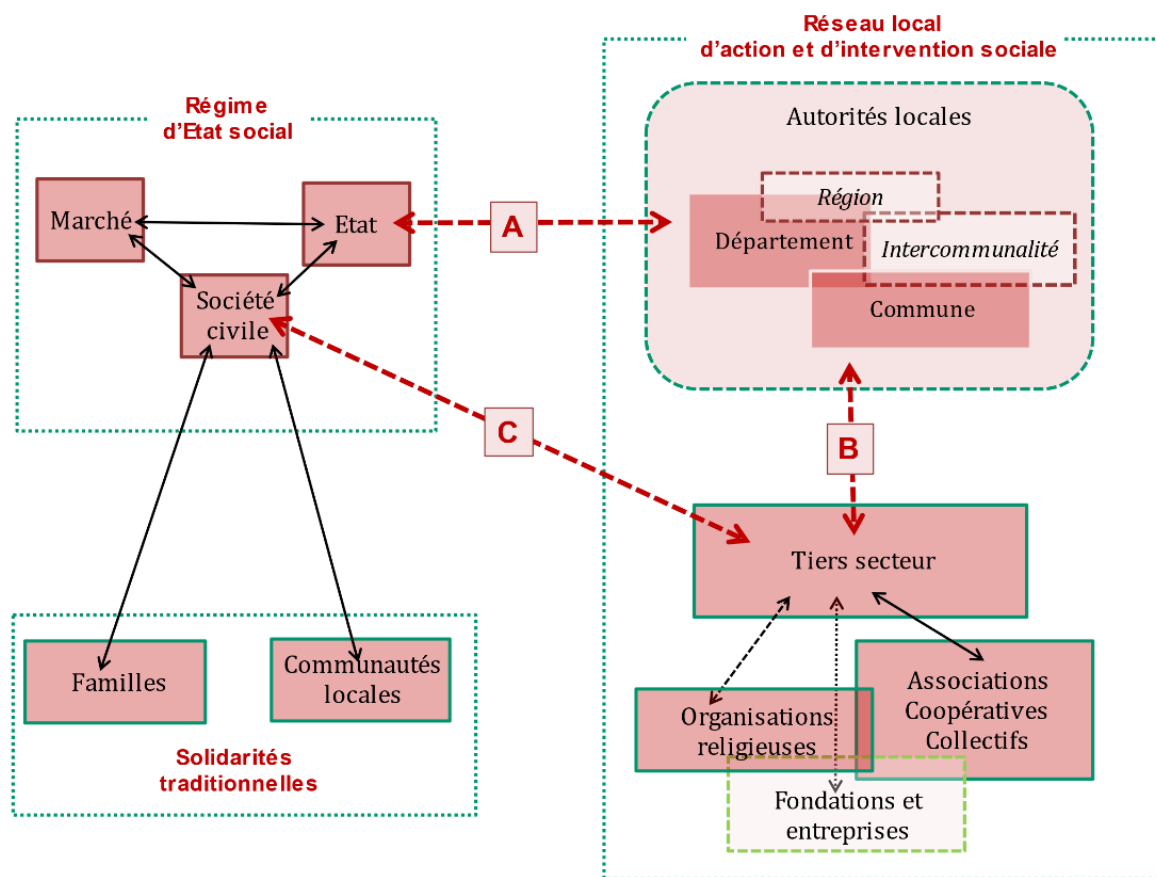 Réseau local
d'action et d'intervention sociale
Régime
d'Etat social
Autorités locales
Marché
Etat
A
Région
Département
Intercommunalité
Commune
Société
civile
C
B
Tiers secteur
Familles
Communautés
locales
Solidarités
traditionnelles
Organisations
religieuses
Associations
Coopératives
Collectifs
Fondations et
entreprises